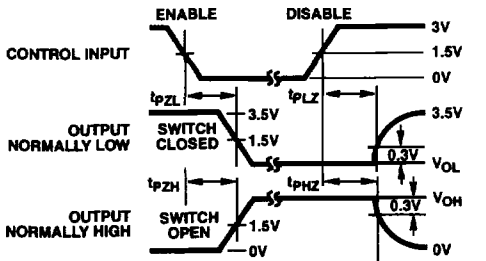 ENABLE DISABLE
3V
CONTROL INPUT 1.5V
0V
tPZL tPLZ
3.5V 3.5V
OUTPUT NORMALLY LOW
SWITCH CLOSED
1.5V
0.3V
VOL
tPZH tPHZ
VOH
0.3V
OUTPUT NORMALLY HIGH
SWITCH OPEN
1.5V
0V 0V